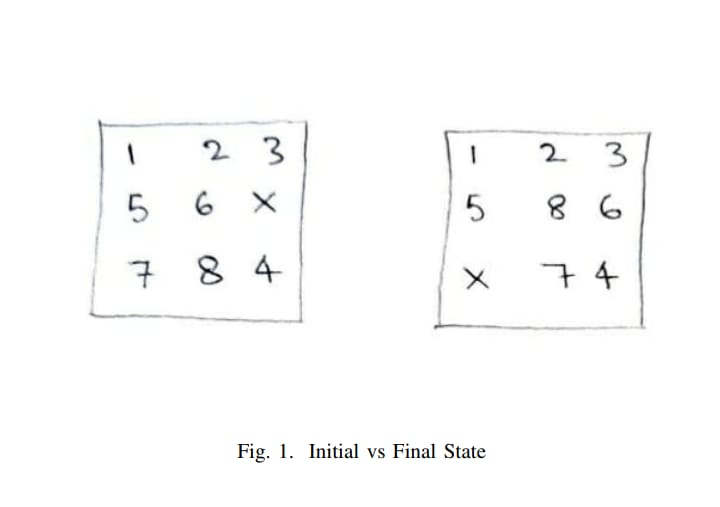 1 2 3
5 6 X
7 8 4
1 2 3
5 8 6
X 7 4
Fig. 1. Initial vs Final State